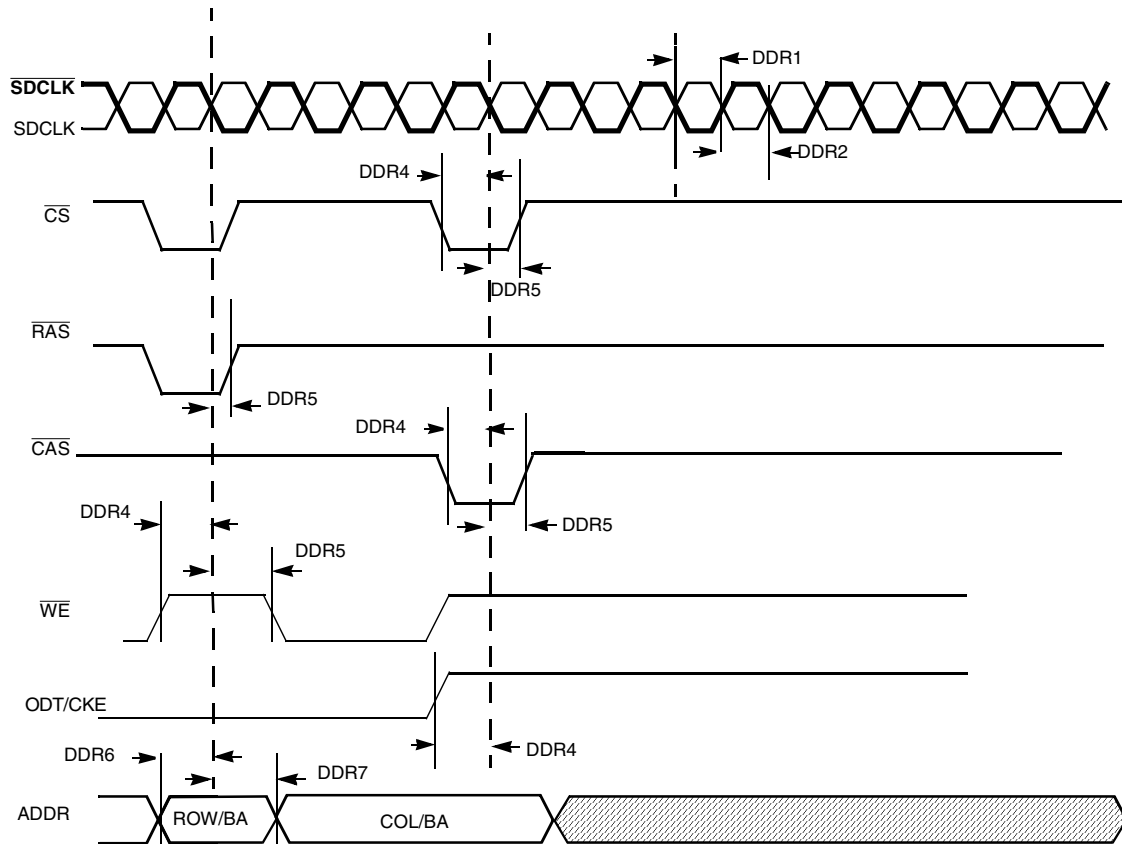 DDR1
SDCLK
SDCLK
DDR2
DDR4
CS
DDR5
RAS
DDR5
DDR4
CAS
DDR4
DDR5
DDR5
WE
ODT/CKE
DDR6
DDR4
DDR7
ADDR
ROW/BA
COL/BA